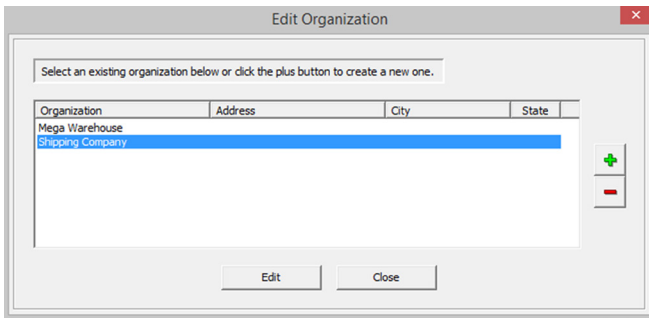 Edit Organization
Select an existing organization below or click the plus button to create a new one.
Organization Address City State
Mega Warehouse
Shipping Company
Edit Close